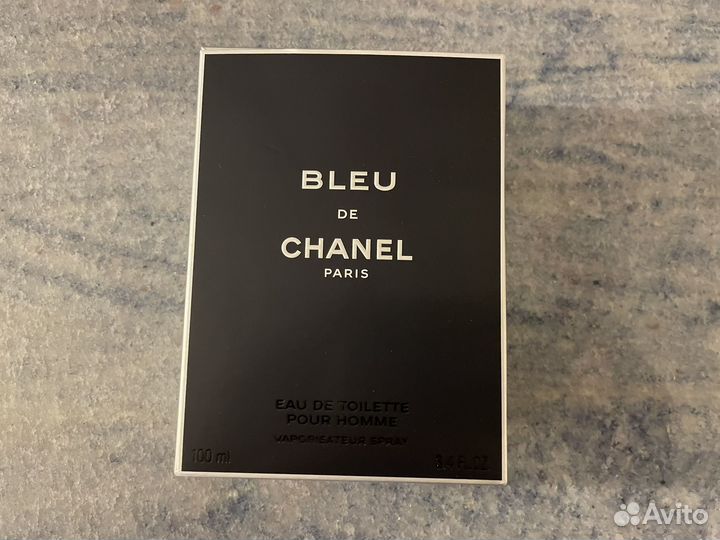 BLEU
DE
CHANEL
PARIS
EAU DE TOILETTE
POUR HOMME
VAPORISATEUR SPRAY
100 ml 3.4 FL.OZ.
Avito